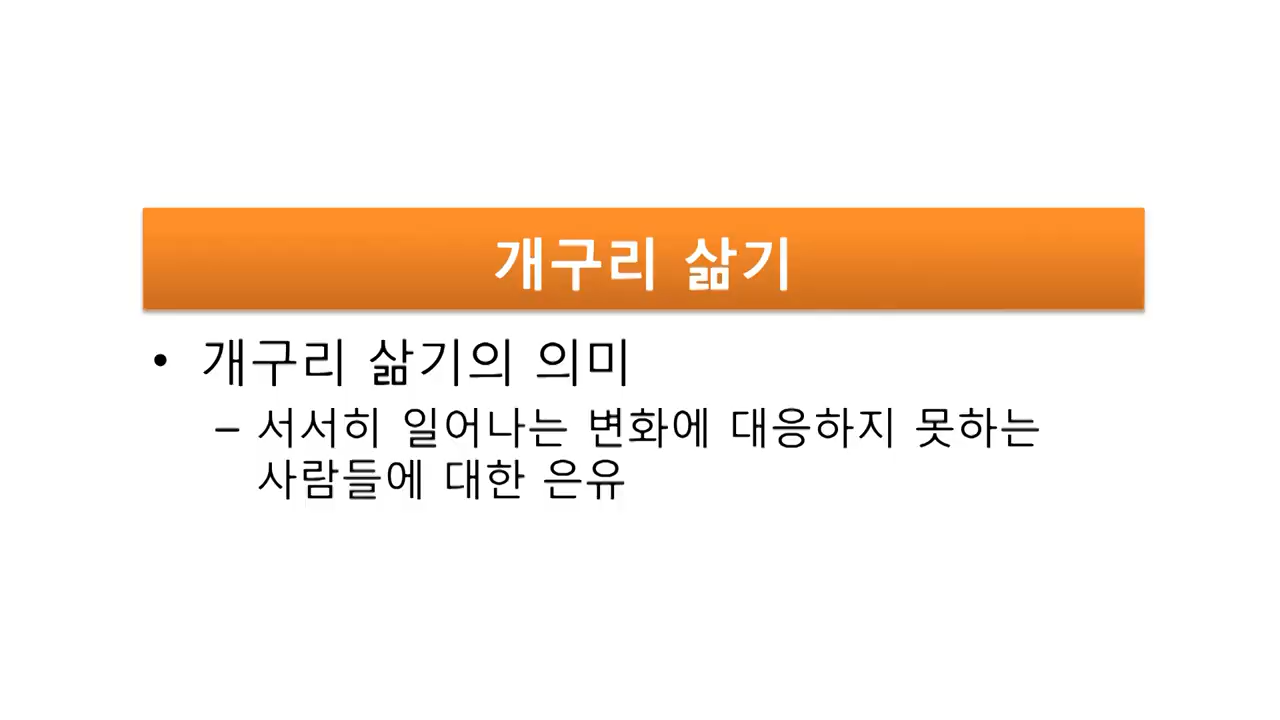 개구리 삶기
• 개구리 삶기의 의미
– 서서히 일어나는 변화에 대응하지 못하는
사람들에 대한 은유